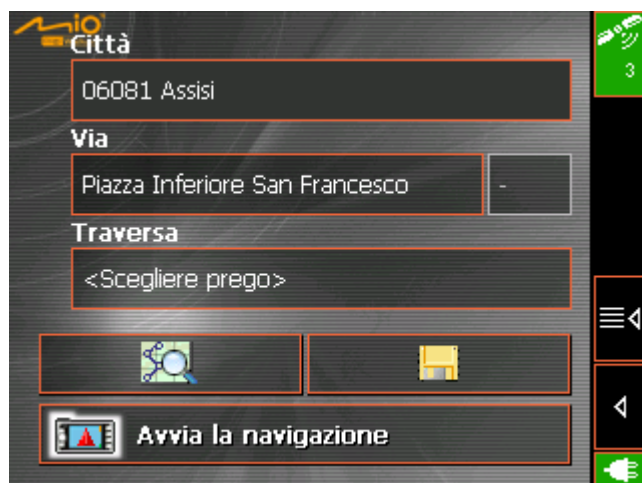 mio
Città
3
06081 Assisi
Via
Piazza Inferiore San Francesco -
Traversa
<Scegliere prego>
Avvia la navigazione